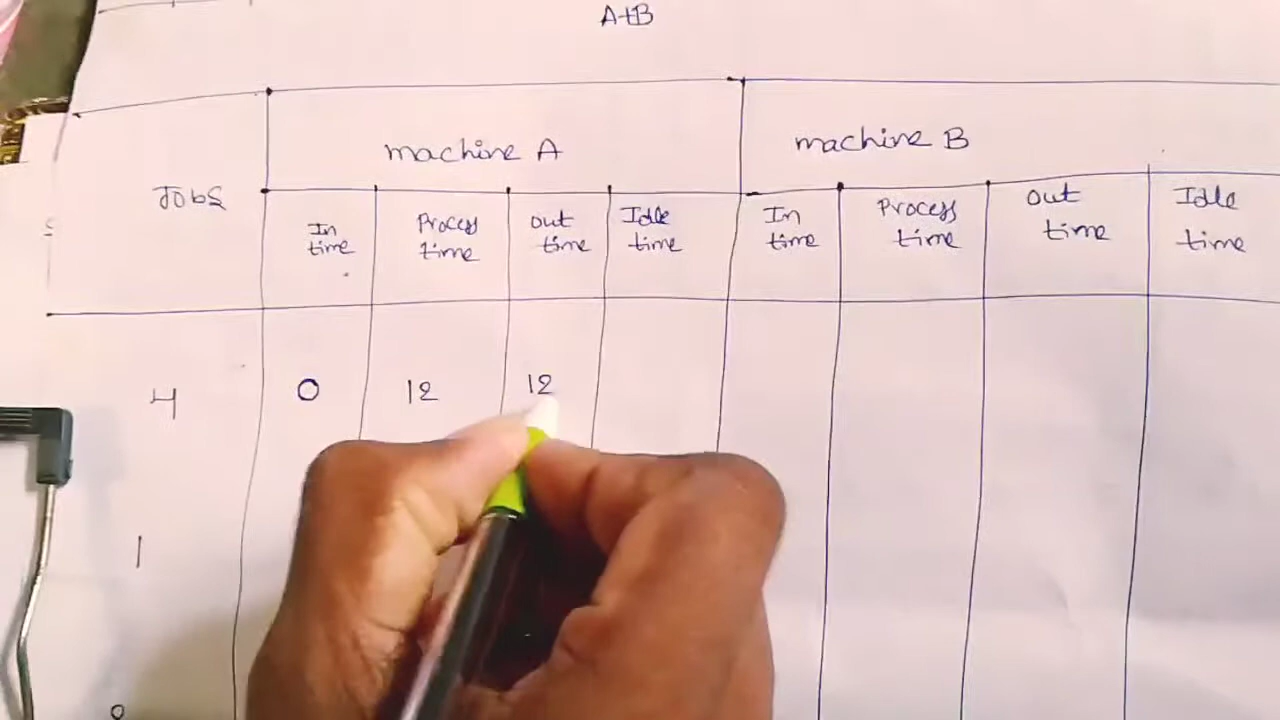 A+B
machine A machine B
Jobs
In time Process time out time Idle time In time Process time Out time Idle time
4 0 12 12
1